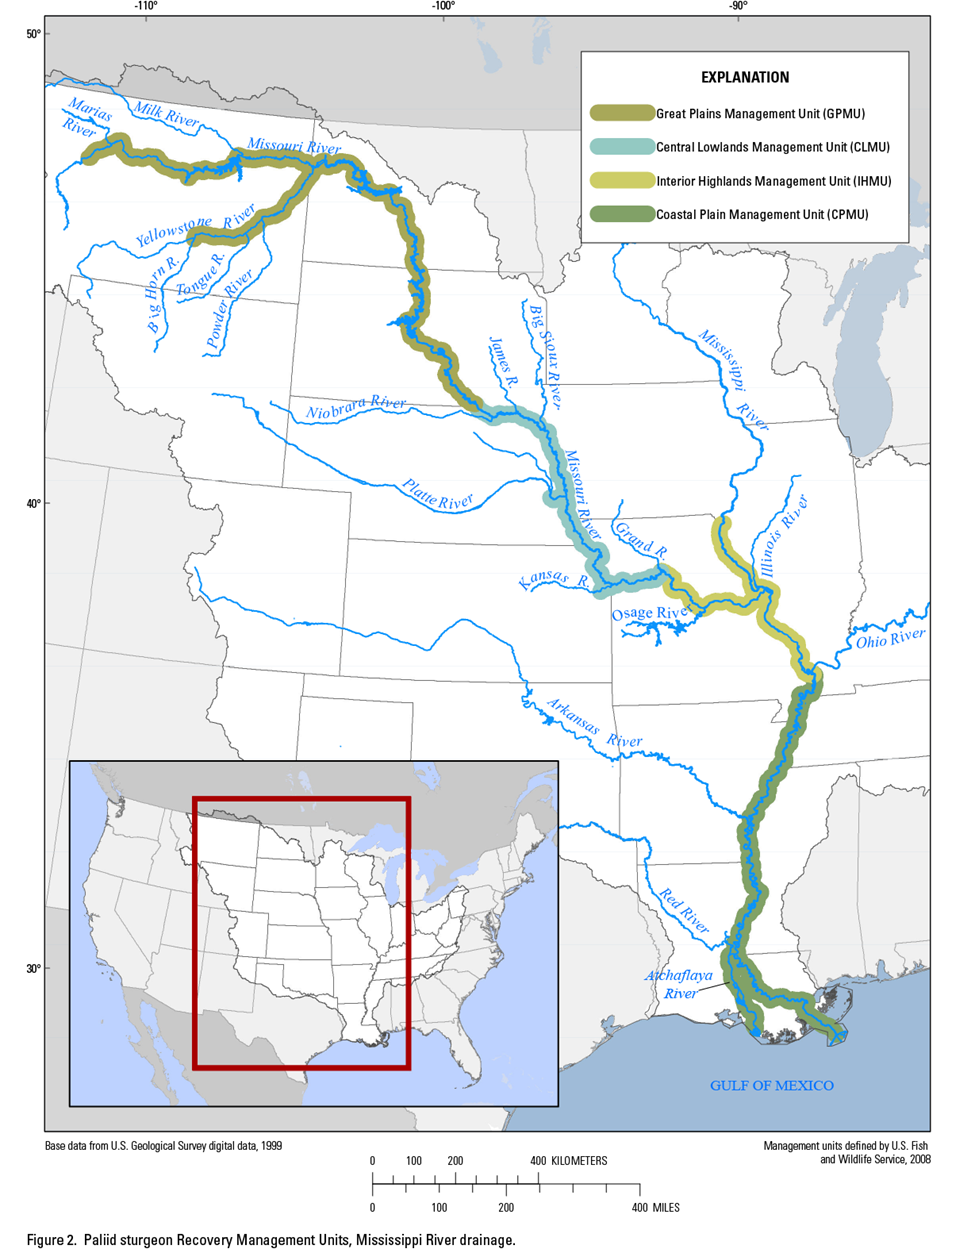 -110°
-100°
-90°
50°
40°
30°
EXPLANATION
Great Plains Management Unit (GPMU)
Central Lowlands Management Unit (CLMU)
Interior Highlands Management Unit (IHMU)
Coastal Plain Management Unit (CPMU)
Marias
River
Milk River
Missouri River
Yellowstone River
Big Horn R.
Tongue R.
Powder River
James R.
Big Sioux River
Niobrara River
Platte River
Missouri River
Mississippi
River
Illinois River
Grand R.
Kansas R.
Osage River
Ohio River
Arkansas River
Red River
Atchaflaya
River
GULF OF MEXICO
Base data from U.S. Geological Survey digital data, 1999
Management units defined by U.S. Fish
and Wildlife Service, 2008
0 100 200 400 KILOMETERS
0 100 200 400 MILES
Figure 2. Paliid sturgeon Recovery Management Units, Mississippi River drainage.